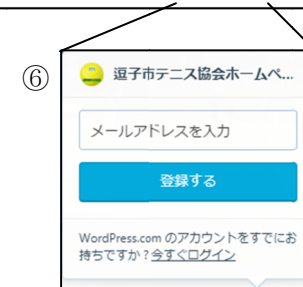 ⑥
逗子市テニス協会ホームペ...
メールアドレスを入力
登録する
WordPress.com のアカウントをすでにお
持ちですか ? 今すぐログイン